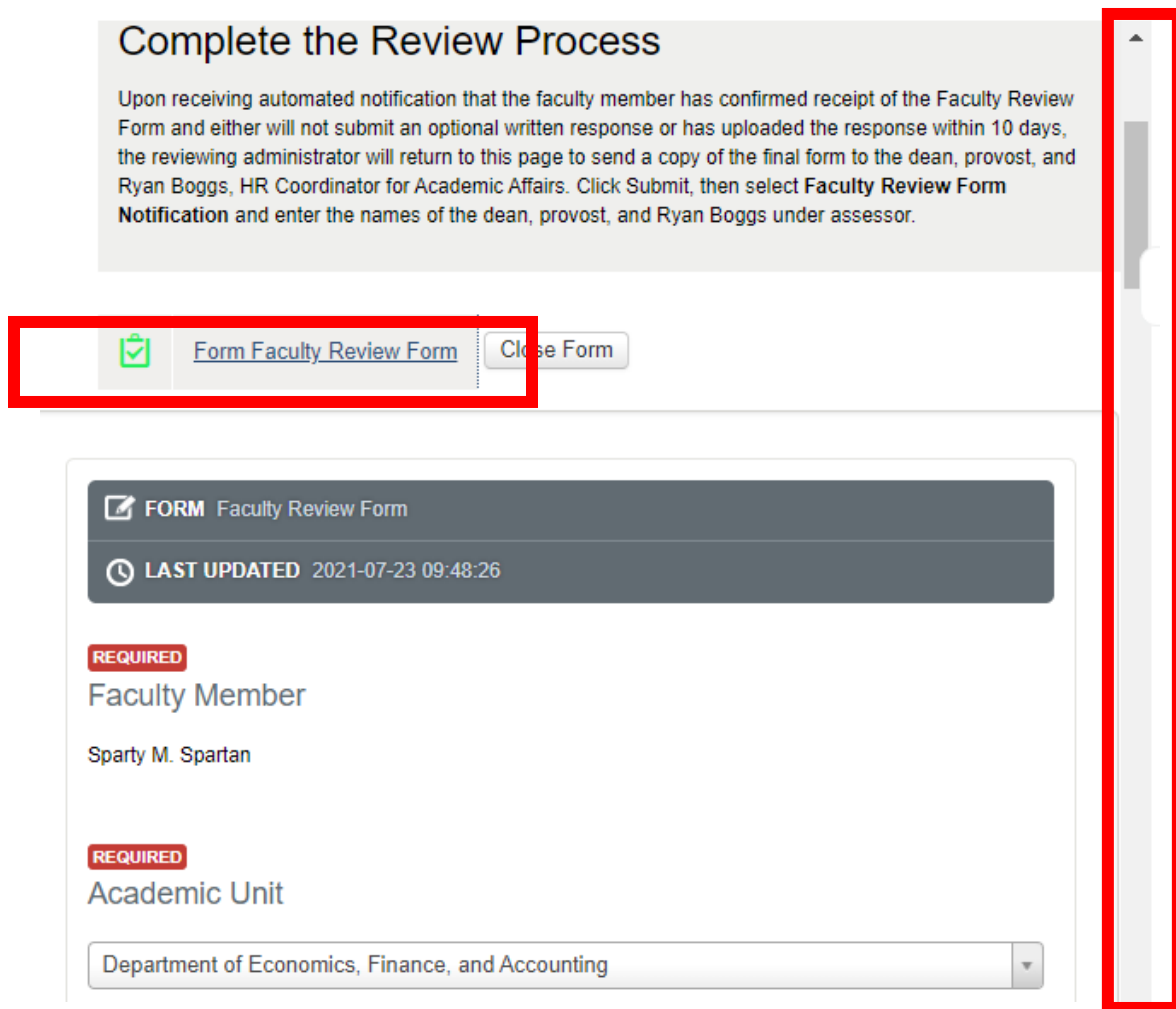 Complete the Review Process
Upon receiving automated notification that the faculty member has confirmed receipt of the Faculty Review
Form and either will not submit an optional written response or has uploaded the response within 10 days,
the reviewing administrator will return to this page to send a copy of the final form to the dean, provost, and
Ryan Boggs, HR Coordinator for Academic Affairs. Click Submit, then select Faculty Review Form
Notification and enter the names of the dean, provost, and Ryan Boggs under assessor.
Form Faculty Review Form Close Form
FORM Faculty Review Form
LAST UPDATED 2021-07-23 09:48:26
REQUIRED
Faculty Member
Sparty M. Spartan
REQUIRED
Academic Unit
Department of Economics, Finance, and Accounting